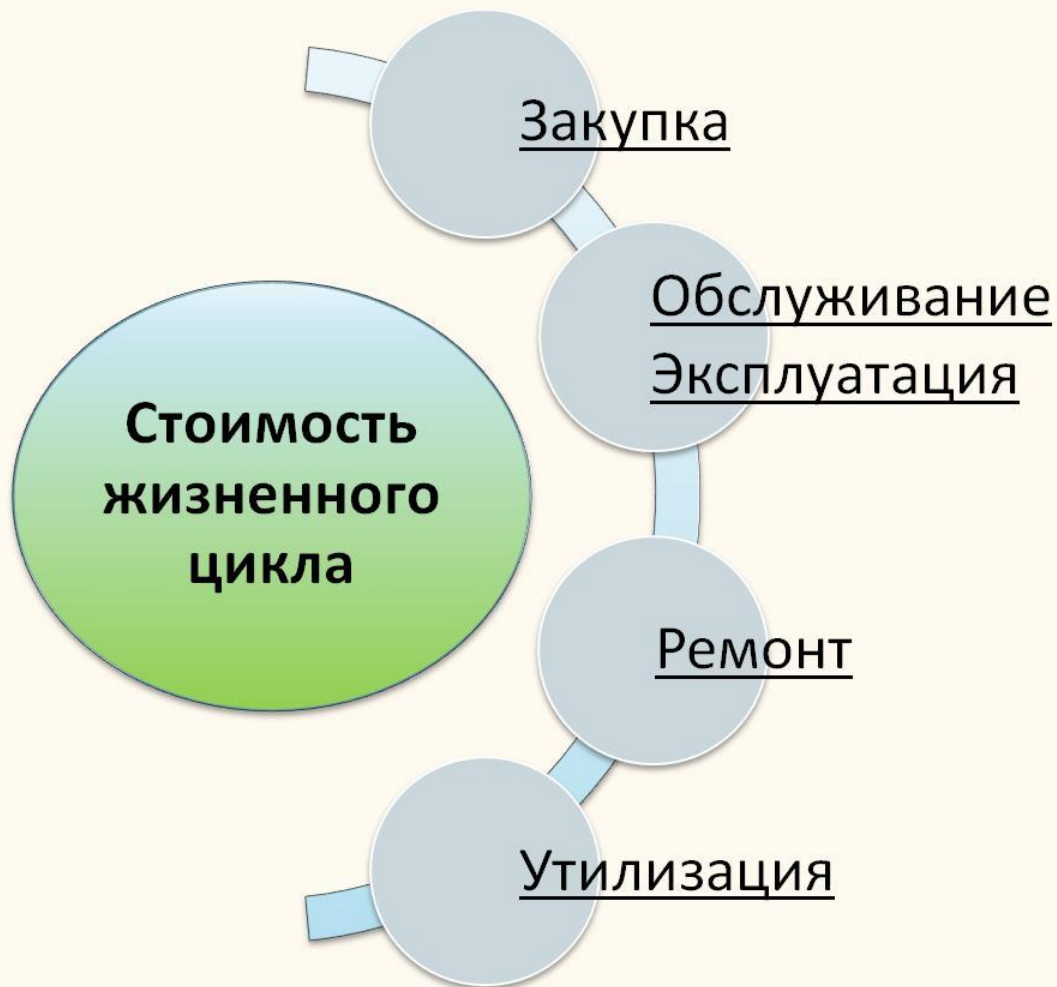 Закупка
Обслуживание
Эксплуатация
Стоимость
жизненного
цикла
Ремонт
Утилизация